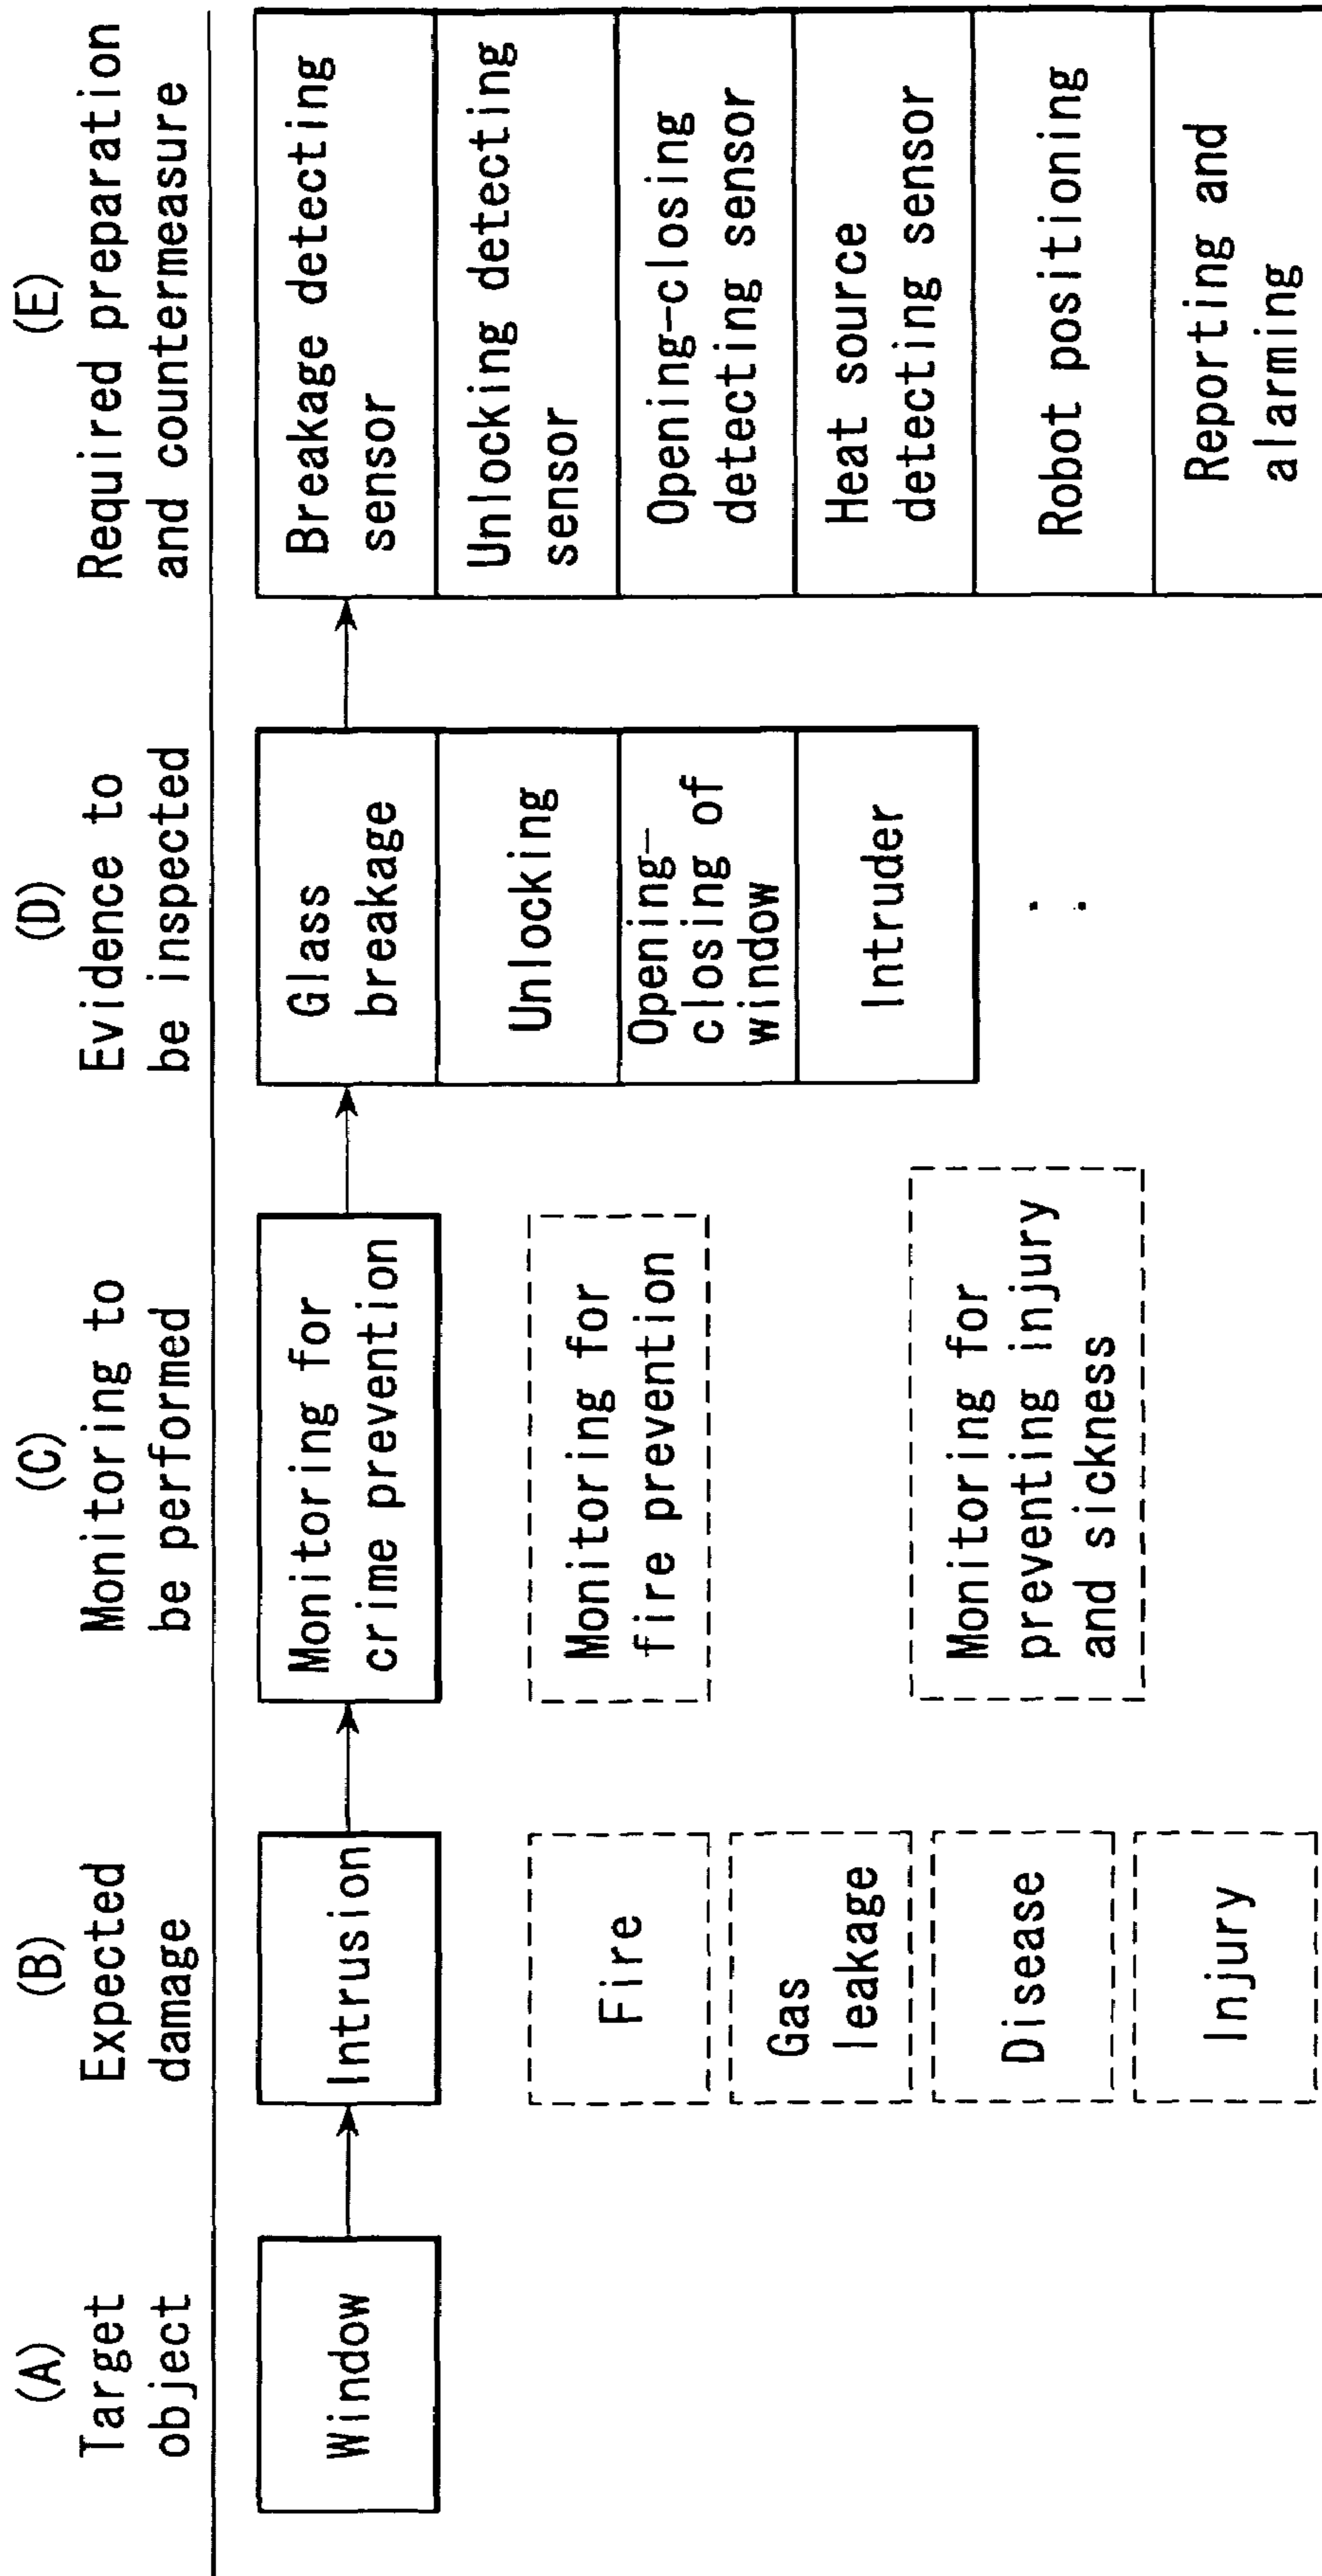 (A)
Target
object
(B)
Expected
damage
(C)
Monitoring to
be performed
(D)
Evidence to
be inspected
(E)
Required preparation
and countermeasure
Window
Intrusion
Fire
Gas
leakage
Disease
Injury
Monitoring for
crime prevention
Monitoring for
fire prevention
Monitoring for
preventing injury
and sickness
Glass
breakage
Unlocking
Opening-
closing of
window
Intruder
Breakage detecting
sensor
Unlocking detecting
sensor
Opening-closing
detecting sensor
Heat source
detecting sensor
Robot positioning
Reporting and
alarming